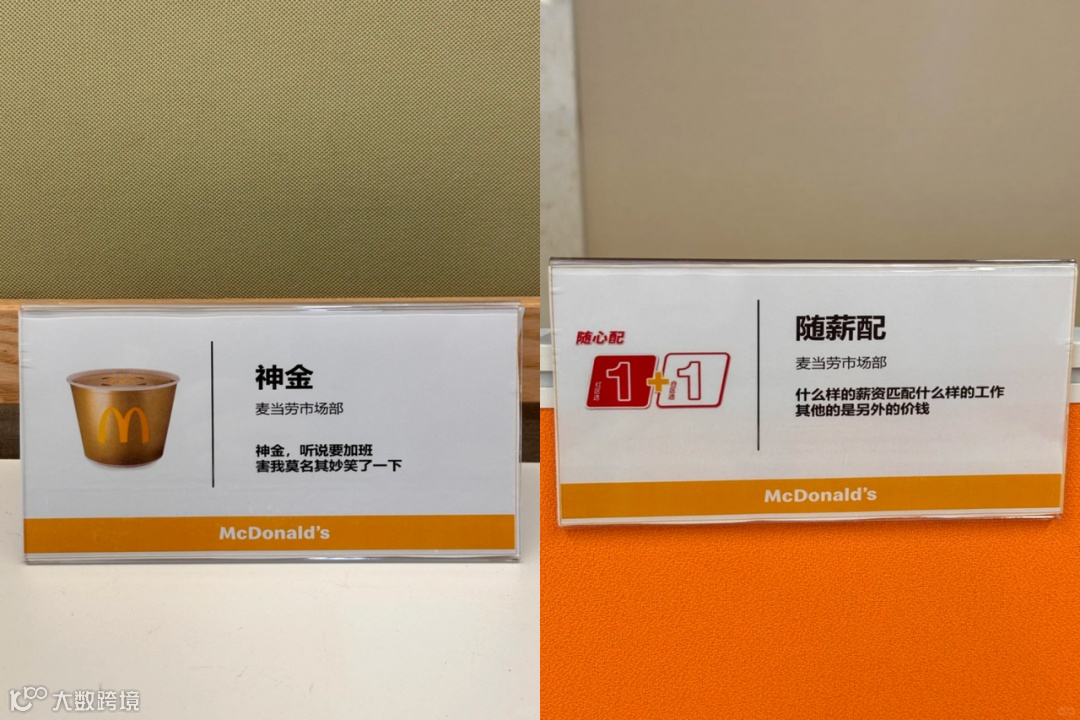 神金
麦当劳市场部
神金，听说要加班
害我莫名其妙笑了一下
McDonald's
随心配
1+1
随薪配
麦当劳市场部
什么样的薪资匹配什么样的工作
其他的是另外的价钱
McDonald's
大数跨境